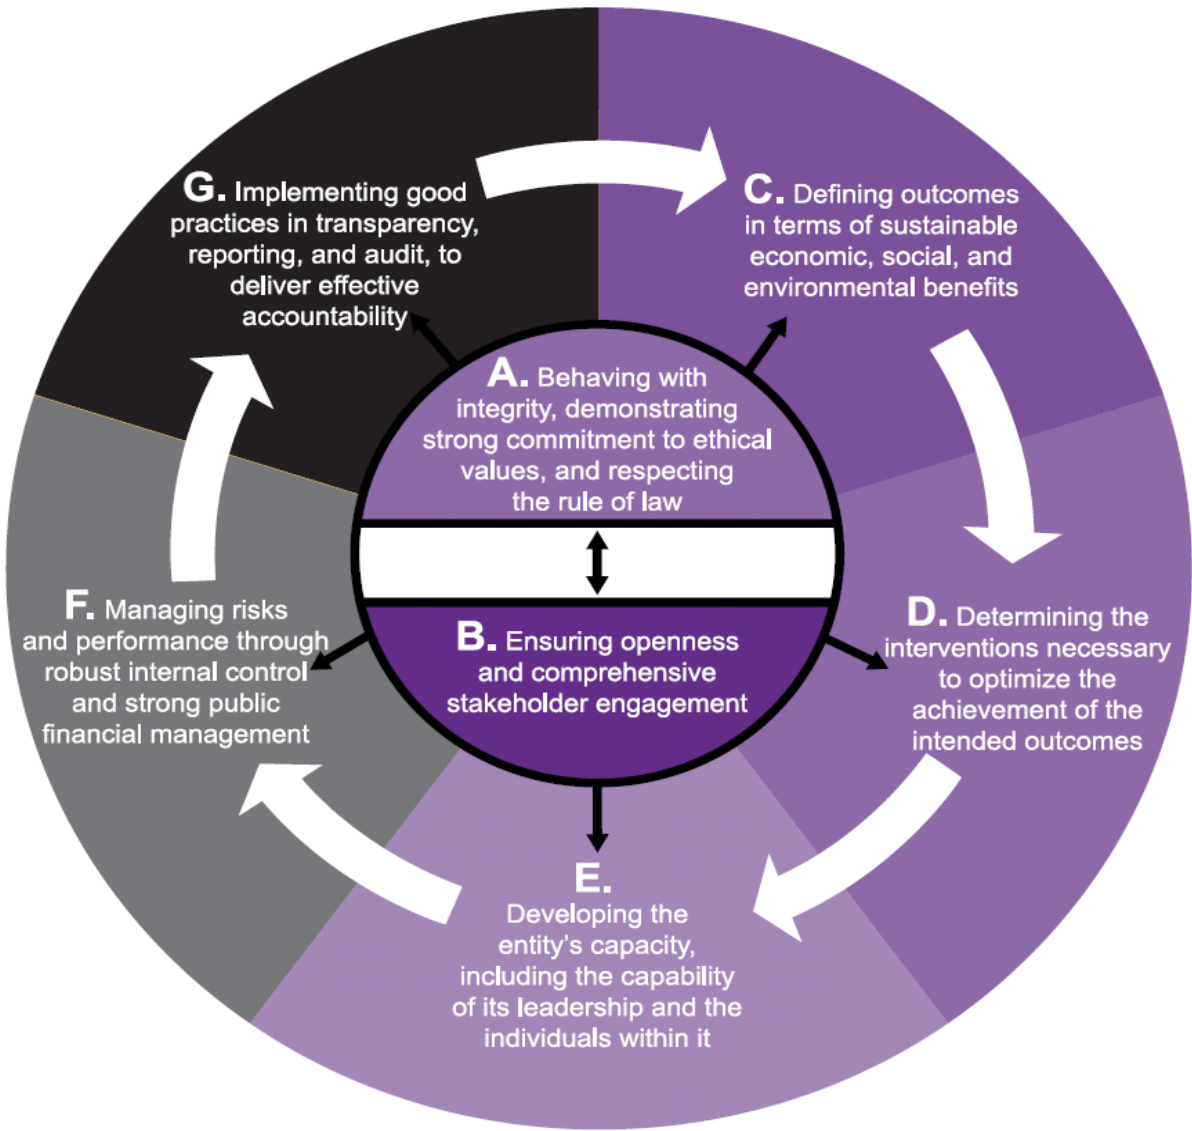 G. Implementing good
practices in transparency,
reporting, and audit, to
deliver effective
accountability
C. Defining outcomes
in terms of sustainable
economic, social, and
environmental benefits
A. Behaving with
integrity, demonstrating
strong commitment to ethical
values, and respecting
the rule of law
B. Ensuring openness
and comprehensive
stakeholder engagement
F. Managing risks
and performance through
robust internal control
and strong public
financial management
D. Determining the
interventions necessary
to optimize the
achievement of the
intended outcomes
E.
Developing the
entity's capacity,
including the capability
of its leadership and the
individuals within it